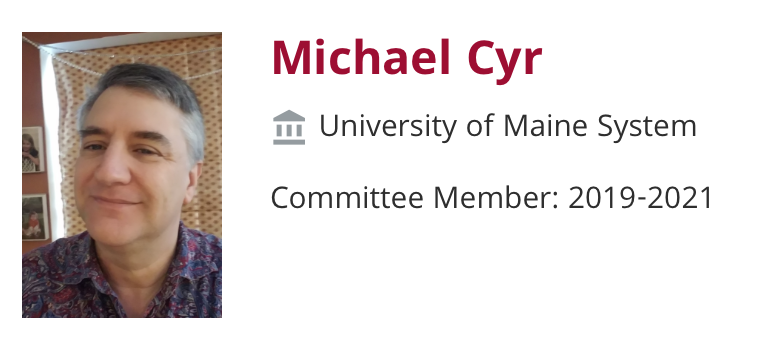 Michael Cyr
University of Maine System
Committee Member: 2019-2021